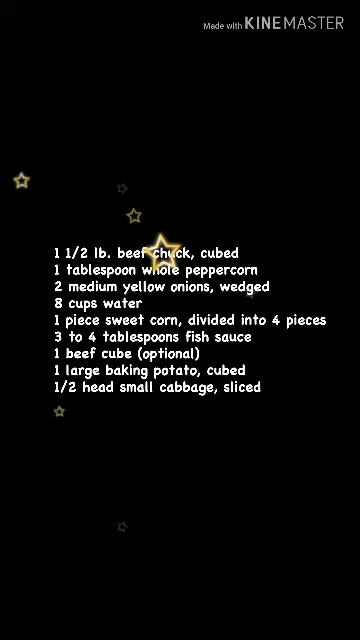 Made with KINEMASTER
1 1/2 lb. beef chuck, cubed
1 tablespoon whole peppercorn
2 medium yellow onions, wedged
8 cups water
1 piece sweet corn, divided into 4 pieces
3 to 4 tablespoons fish sauce
1 beef cube (optional)
1 large baking potato, cubed
1/2 head small cabbage, sliced